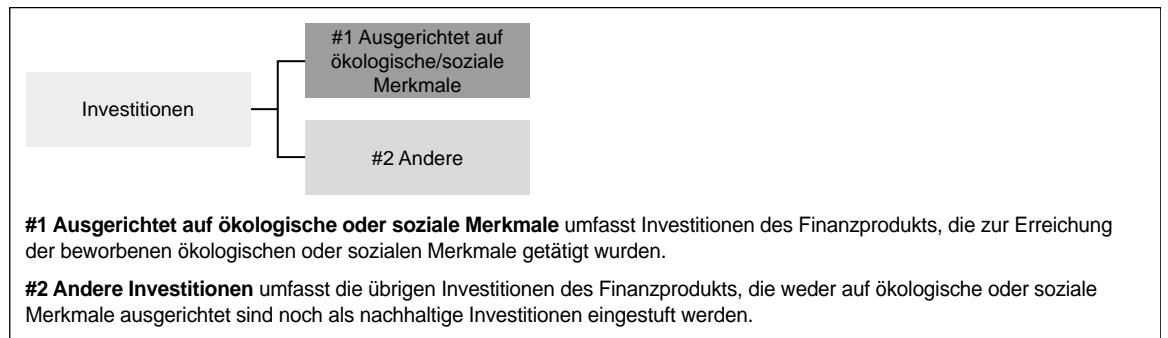 #1 Ausgerichtet auf
ökologische/soziale
Merkmale
Investitionen
#2 Andere
#1 Ausgerichtet auf ökologische oder soziale Merkmale umfasst Investitionen des Finanzprodukts, die zur Erreichung
der beworbenen ökologischen oder sozialen Merkmale getätigt wurden.
#2 Andere Investitionen umfasst die übrigen Investitionen des Finanzprodukts, die weder auf ökologische oder soziale
Merkmale ausgerichtet sind noch als nachhaltige Investitionen eingestuft werden.